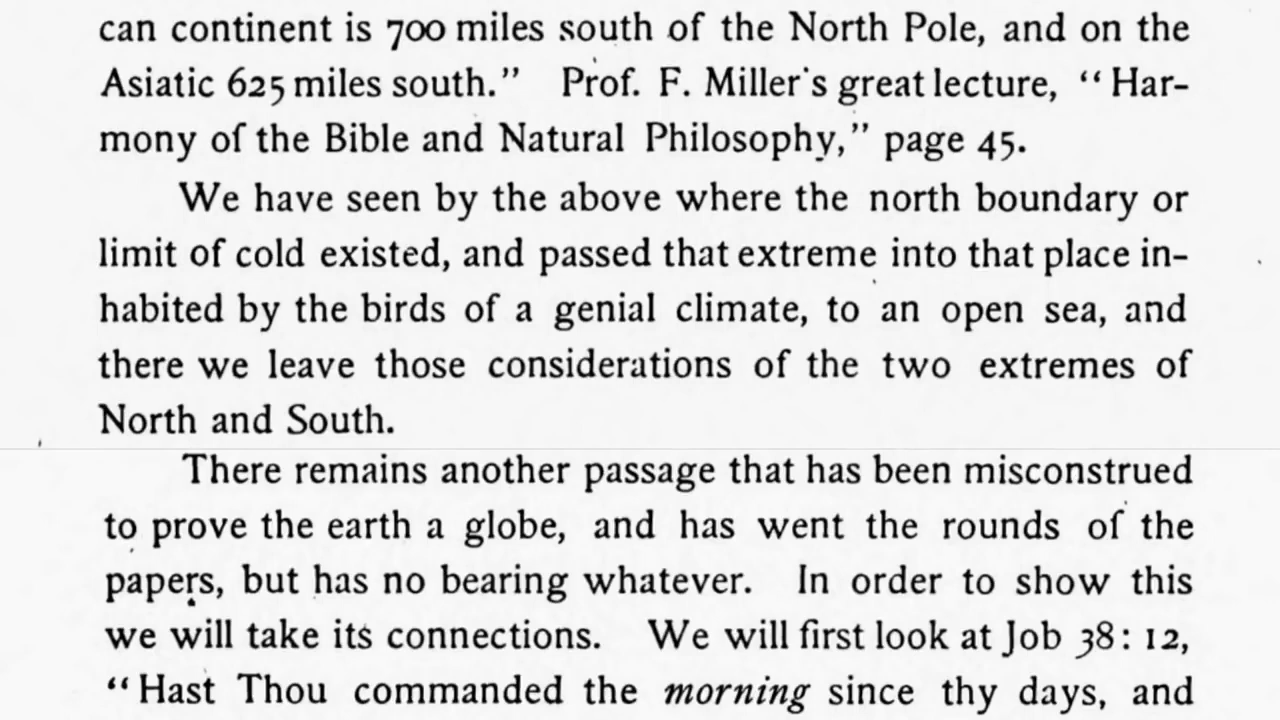 can continent is 700 miles south of the North Pole, and on the
Asiatic 625 miles south.” Prof. F. Miller's great lecture, “Har-
mony of the Bible and Natural Philosophy,” page 45.
We have seen by the above where the north boundary or
limit of cold existed, and passed that extreme into that place in-
habited by the birds of a genial climate, to an open sea, and
there we leave those considerations of the two extremes of
North and South.
There remains another passage that has been misconstrued
to prove the earth a globe, and has went the rounds of the
papers, but has no bearing whatever. In order to show this
we will take its connections. We will first look at Job 38: 12,
“Hast Thou commanded the morning since thy days, and